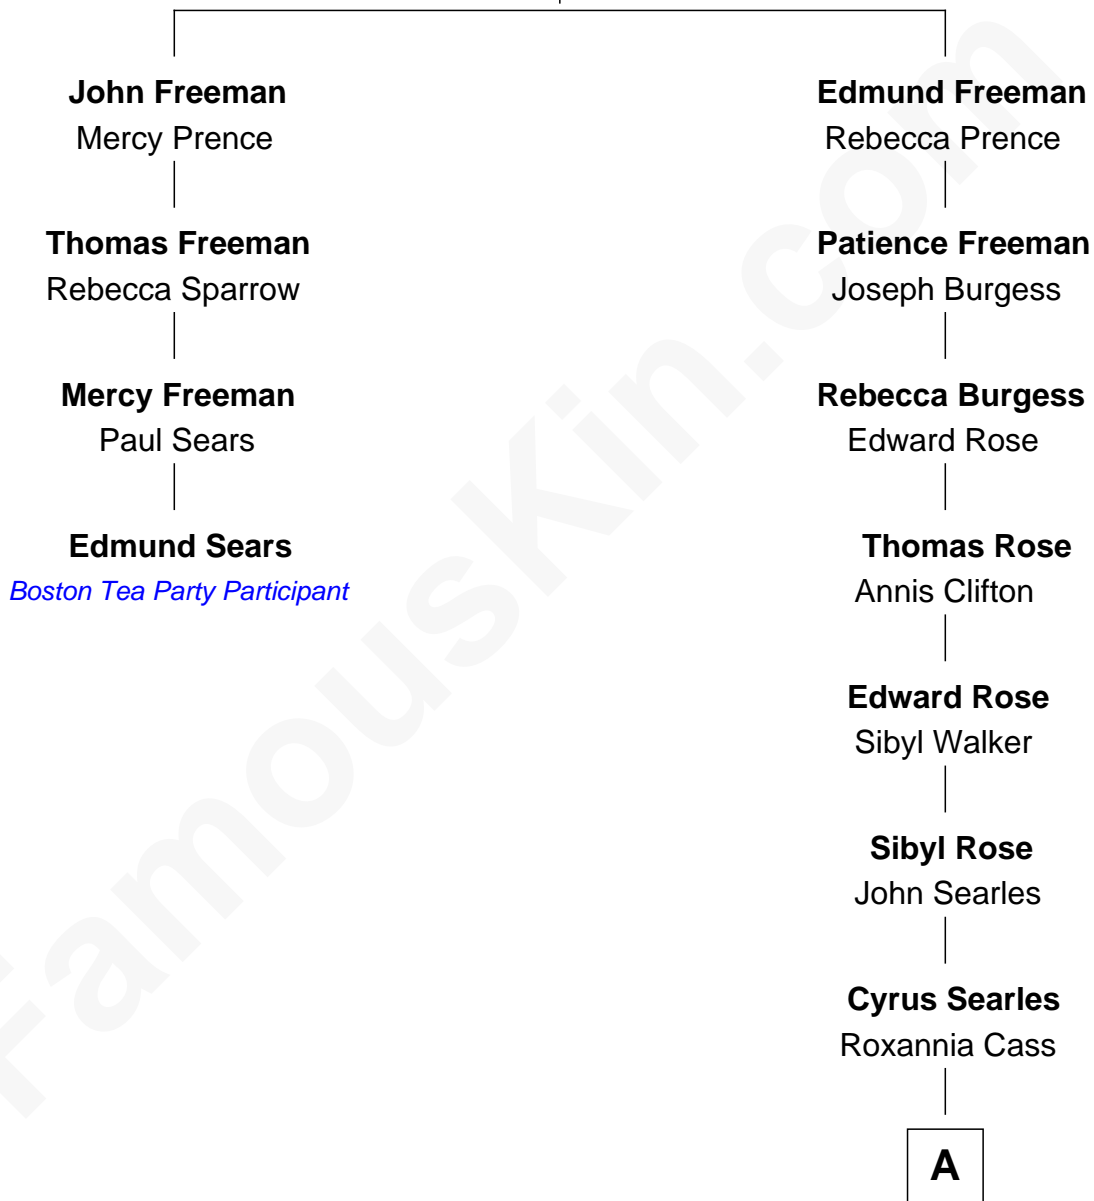 John Freeman
Mercy Prence
Thomas Freeman
Rebecca Sparrow
Mercy Freeman
Paul Sears
Edmund Sears
Boston Tea Party Participant
Edmund Freeman
Rebecca Prence
Patience Freeman
Joseph Burgess
Rebecca Burgess
Edward Rose
Thomas Rose
Annis Clifton
Edward Rose
Sibyl Walker
Sibyl Rose
John Searles
Cyrus Searles
Roxannia Cass
A
FamousKin.com